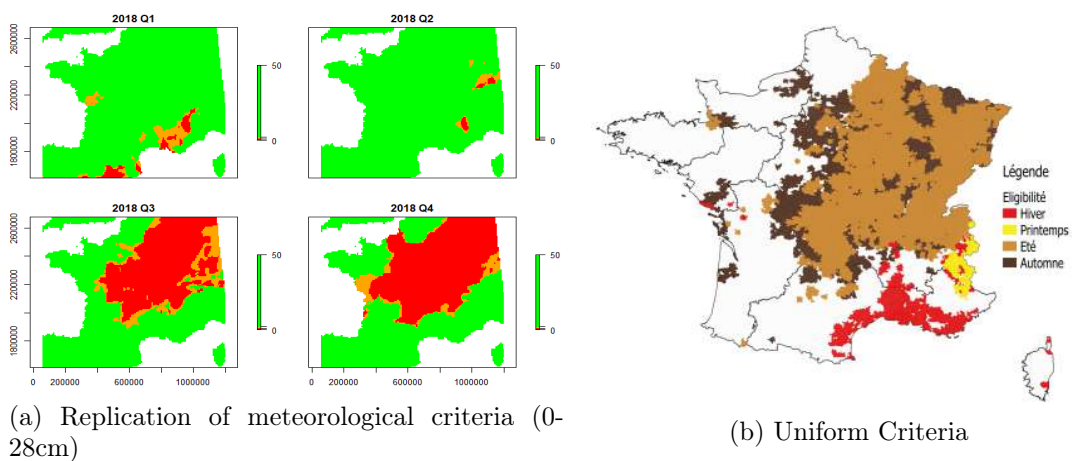 2018 Q1
2018 Q2
2600000
2200000
1800000
50
0
50
0
2018 Q3
2018 Q4
2600000
2200000
1800000
50
0
50
0
0
200000
600000
1000000
0
200000
600000
1000000
(a) Replication of meteorological criteria (0-
28cm)
Légende
Eligibilité
Hiver
Printemps
Eté
Automne
(b) Uniform Criteria